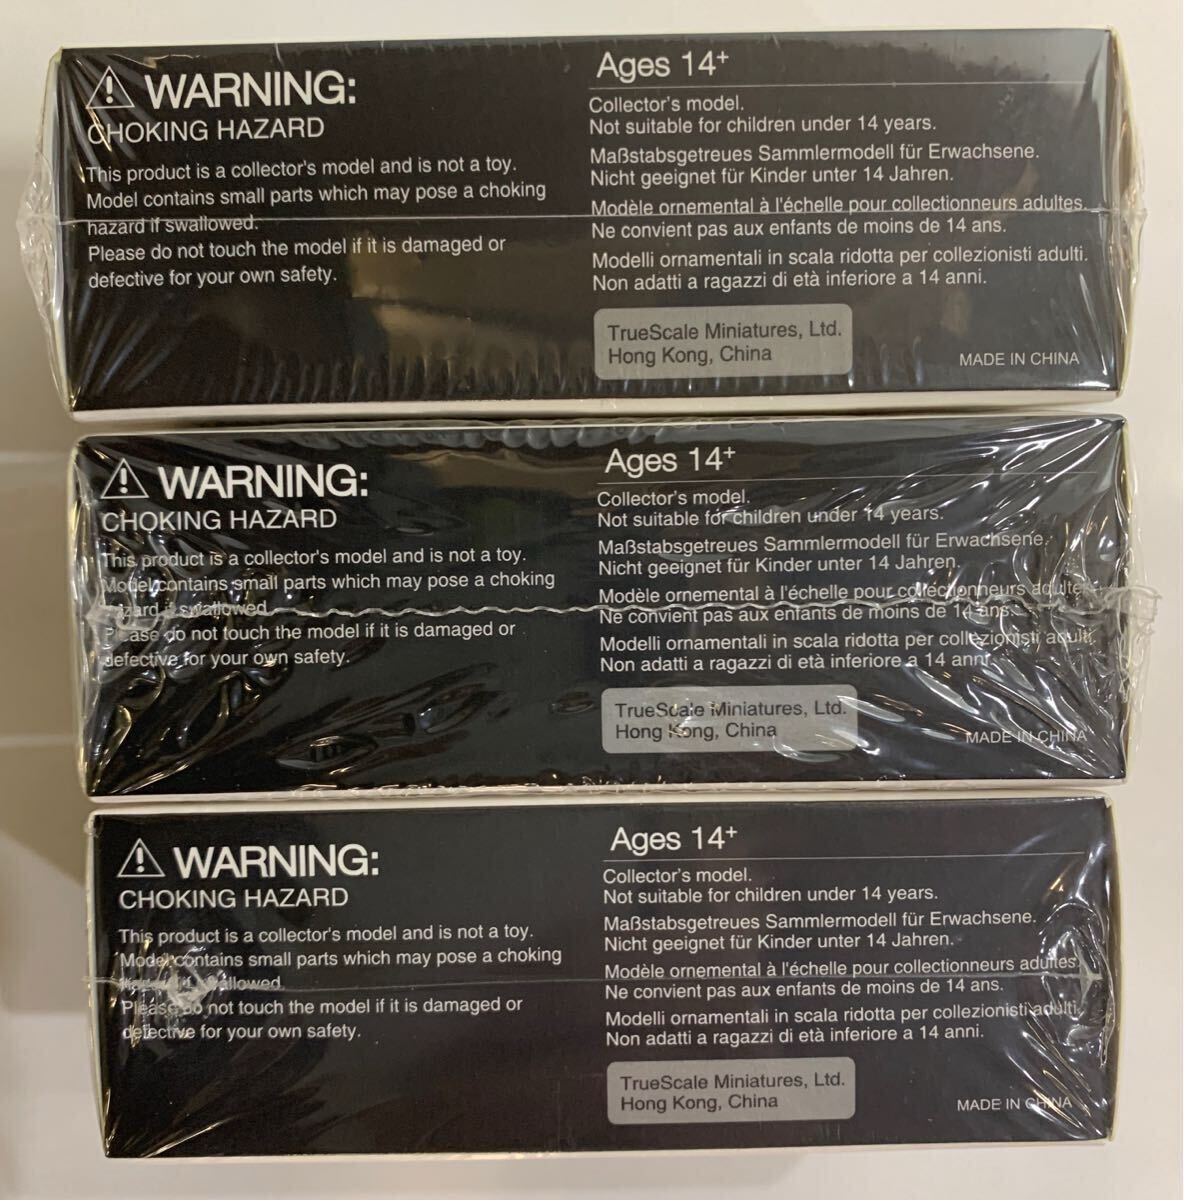 ⚠ WARNING:
CHOKING HAZARD
This product is a collector's model and is not a toy.
Model contains small parts which may pose a choking
hazard if swallowed.
Please do not touch the model if it is damaged or
defective for your own safety.
Ages 14+
Collector's model.
Not suitable for children under 14 years.
Maßstabsgetreues Sammlermodell für Erwachsene.
Nicht geeignet für Kinder unter 14 Jahren.
Modèle ornemental à l'échelle pour collectionneurs adultes.
Ne convient pas aux enfants de moins de 14 ans.
Modelli ornamentali in scala ridotta per collezionisti adulti.
Non adatti a ragazzi di età inferiore a 14 anni.
TrueScale Miniatures, Ltd.
Hong Kong, China
MADE IN CHINA
⚠ WARNING:
CHOKING HAZARD
This product is a collector's model and is not a toy.
Model contains small parts which may pose a choking
hazard if swallowed.
Please do not touch the model if it is damaged or
defective for your own safety.
Ages 14+
Collector's model.
Not suitable for children under 14 years.
Maßstabsgetreues Sammlermodell für Erwachsene.
Nicht geeignet für Kinder unter 14 Jahren.
Modèle ornemental à l'échelle pour collectionneurs adultes.
Ne convient pas aux enfants de moins de 14 ans.
Modelli ornamentali in scala ridotta per collezionisti adulti.
Non adatti a ragazzi di età inferiore a 14 anni.
TrueScale Miniatures, Ltd.
Hong Kong, China
MADE IN CHINA
⚠ WARNING:
CHOKING HAZARD
This product is a collector's model and is not a toy.
Model contains small parts which may pose a choking
hazard if swallowed.
Please do not touch the model if it is damaged or
defective for your own safety.
Ages 14+
Collector's model.
Not suitable for children under 14 years.
Maßstabsgetreues Sammlermodell für Erwachsene.
Nicht geeignet für Kinder unter 14 Jahren.
Modèle ornemental à l'échelle pour collectionneurs adultes.
Ne convient pas aux enfants de moins de 14 ans.
Modelli ornamentali in scala ridotta per collezionisti adulti.
Non adatti a ragazzi di età inferiore a 14 anni.
TrueScale Miniatures, Ltd.
Hong Kong, China
MADE IN CHINA